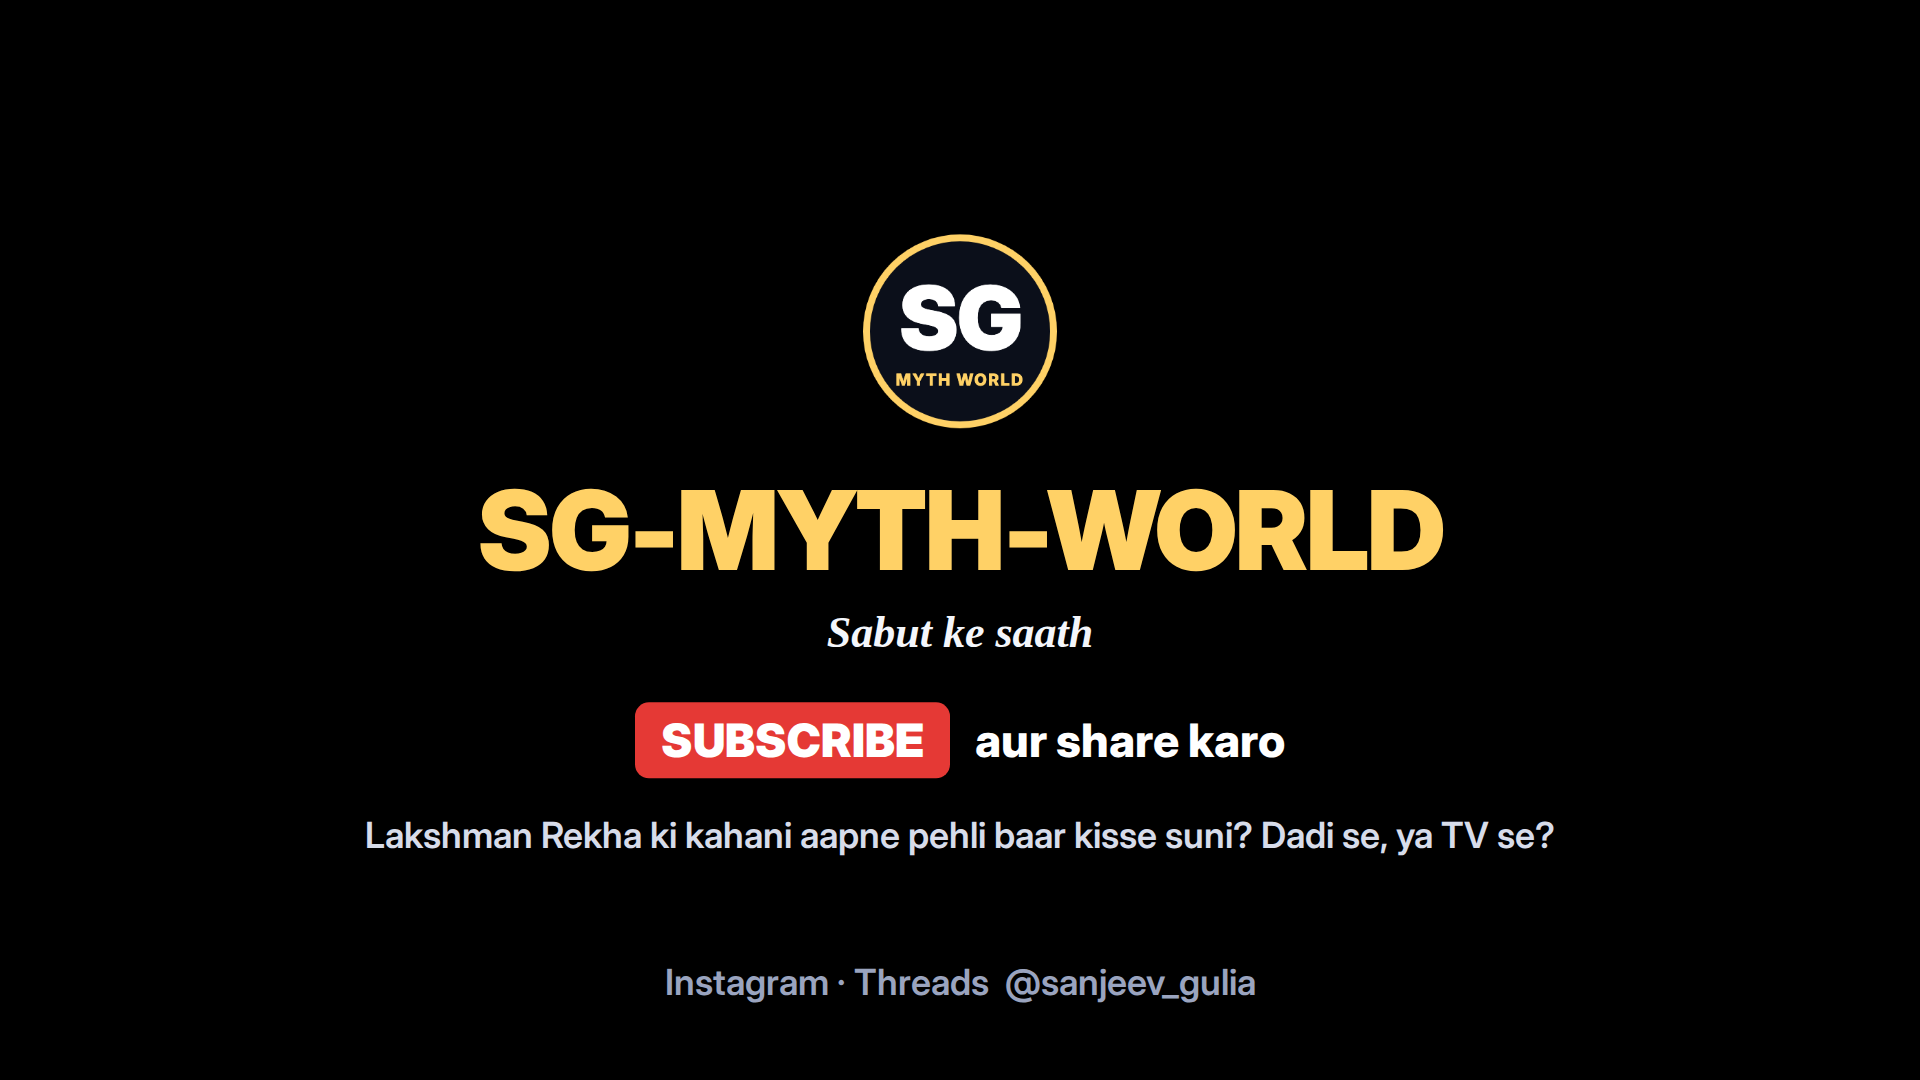 SG
MYTH WORLD
SG-MYTH-WORLD
Sabut ke saath
SUBSCRIBE aur share karo
Lakshman Rekha ki kahani aapne pehli baar kisse suni? Dadi se, ya TV se?
Instagram · Threads @sanjeev_gulia